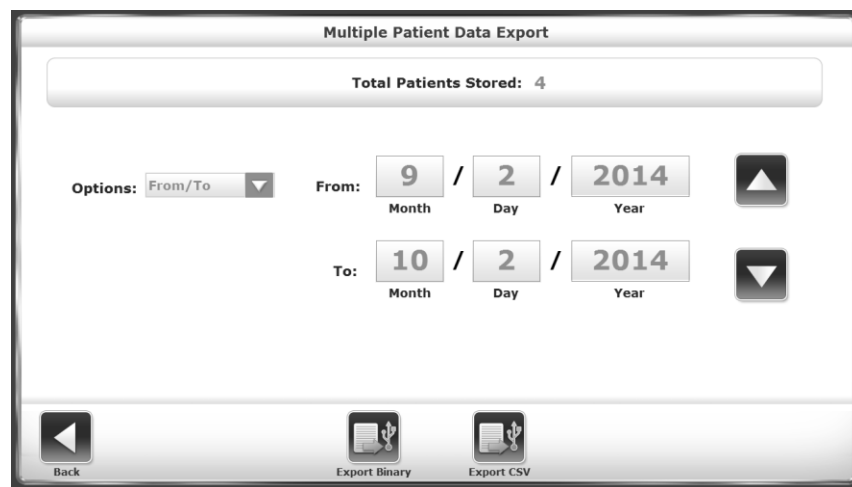 Multiple Patient Data Export
Total Patients Stored: 4
Options: From/To From: 9 / 2 / 2014
Month Day Year
To: 10 / 2 / 2014
Month Day Year
Back Export Binary Export CSV